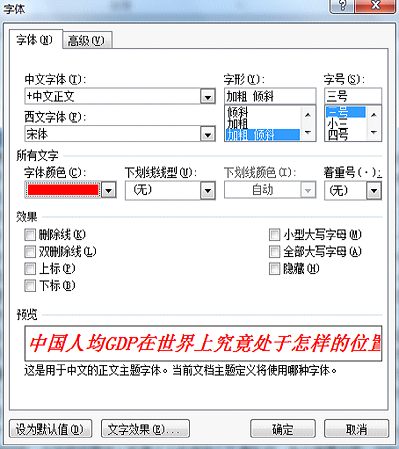 字体
字体(N) 高级(V)
中文字体(T): 字形(Y): 字号(S):
+中文正文 加粗 倾斜 三号
西文字体(F): 倾斜 三号
加粗 小三
宋体 加粗 倾斜 四号
所有文字
字体颜色(C): 下划线线型(U): 下划线颜色(I): 着重号(·):
(无) 自动 (无)
效果
删除线(K) 小型大写字母(M)
双删除线(L) 全部大写字母(A)
上标(P) 隐藏(H)
下标(B)
预览
中国人均GDP在世界上究竟处于怎样的位置
这是用于中文的正文主题字体。当前文档主题定义将使用哪种字体。
设为默认值(D) 文字效果(E)... 确定 取消